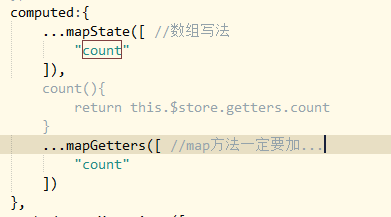 computed:{
...mapState([ //数组写法
"count"
]),
count(){
return this.$store.getters.count
}
...mapGetters([ //map方法一定要加...
"count"
])
},